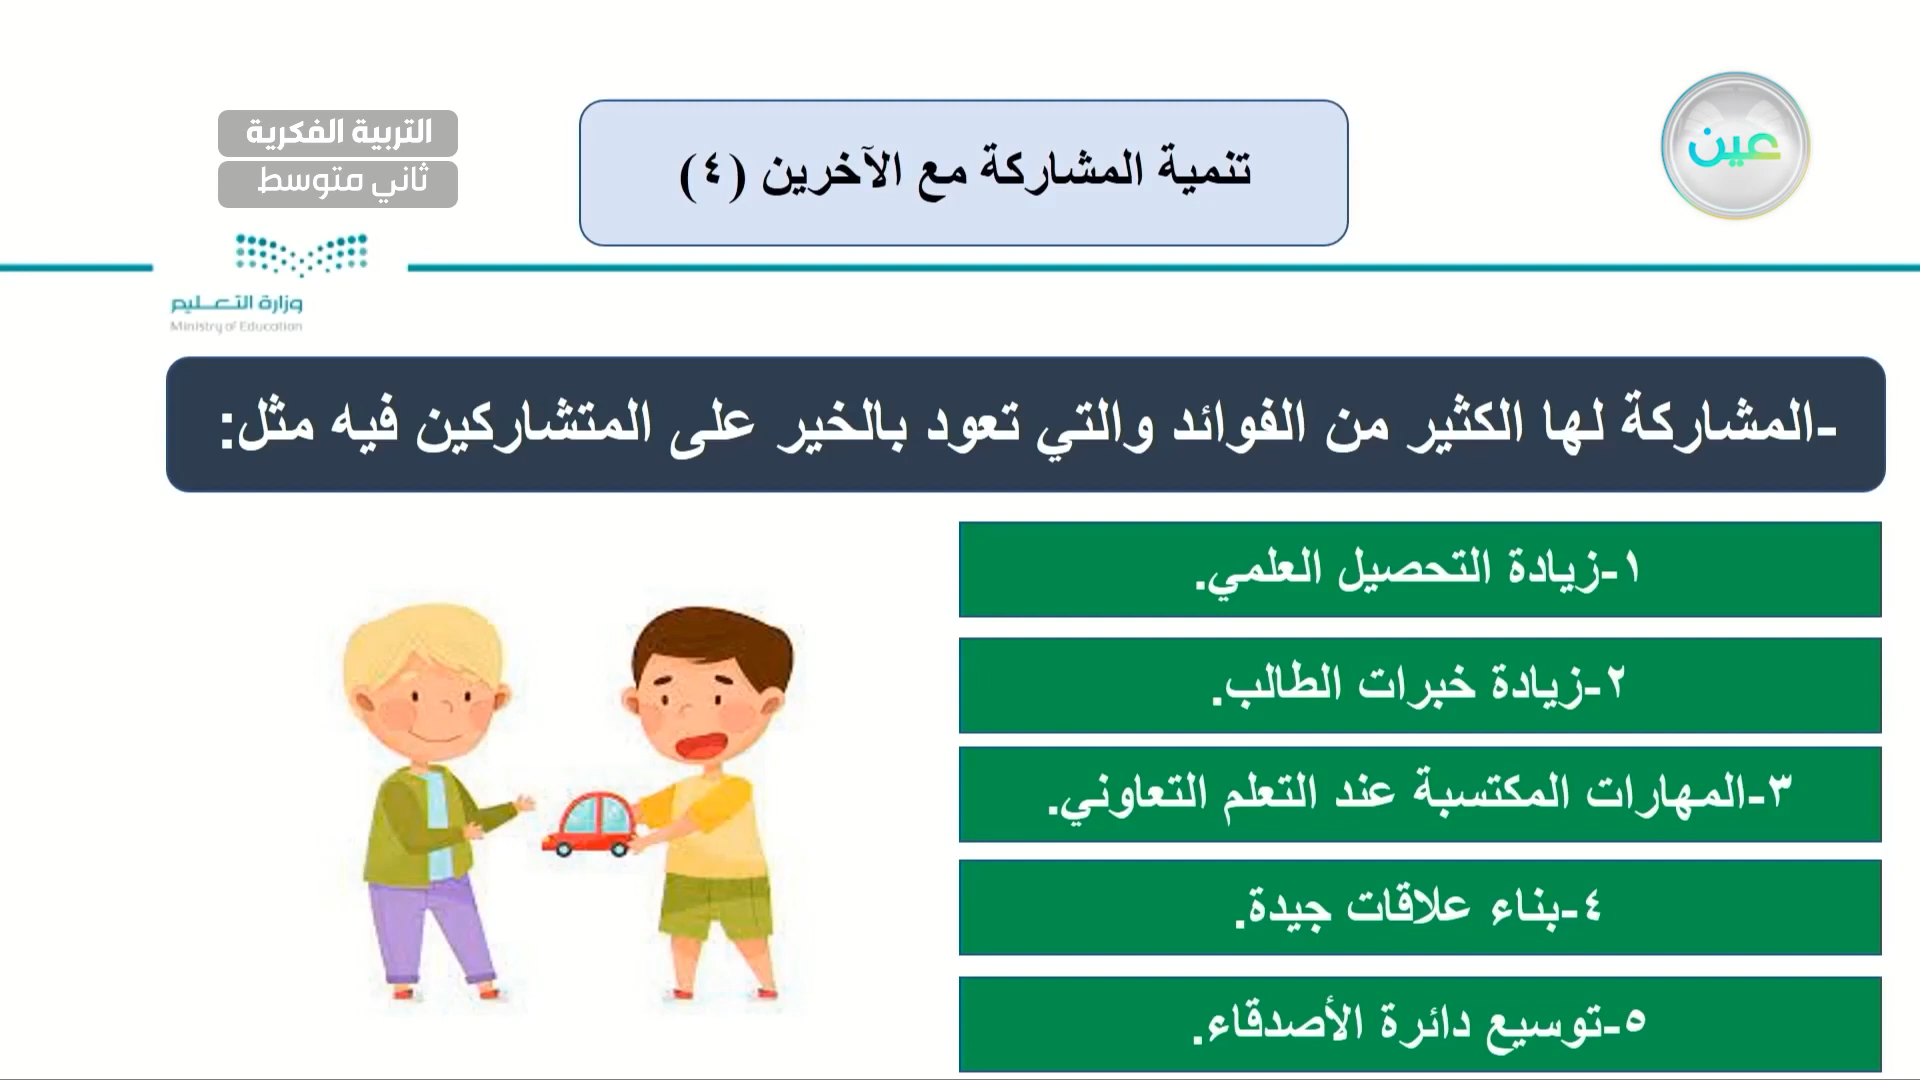 عين
تنمية المشاركة مع الآخرين (٤)
التربية الفكرية
ثاني متوسط
وزارة التعليم
Ministry of Education
-المشاركة لها الكثير من الفوائد والتي تعود بالخير على المتشاركين فيه مثل:
١-زيادة التحصيل العلمي.
٢-زيادة خبرات الطالب.
٣-المهارات المكتسبة عند التعلم التعاوني.
٤-بناء علاقات جيدة.
٥-توسيع دائرة الأصدقاء.